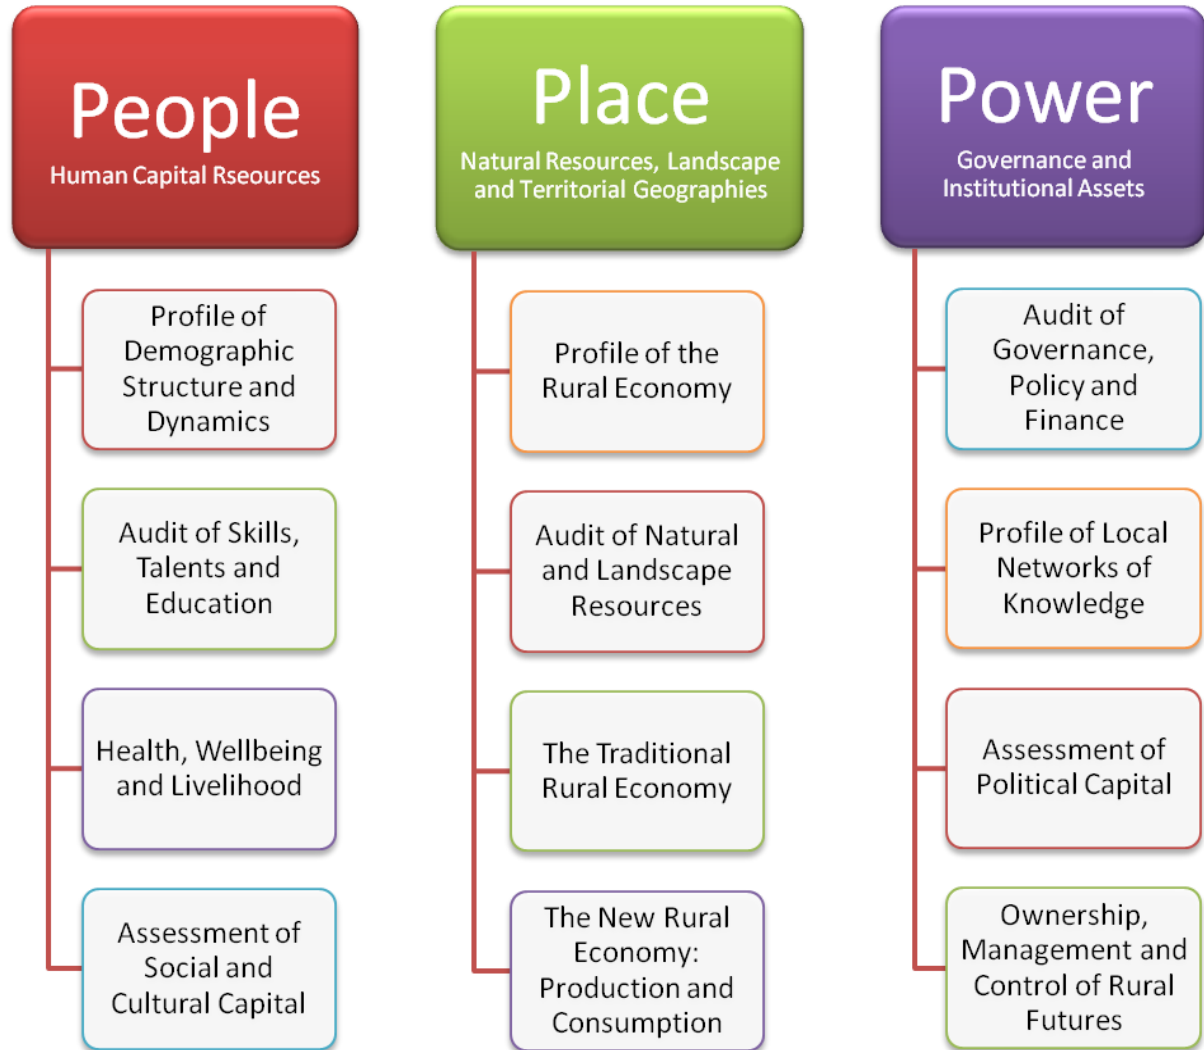 People
Human Capital Rseources
Profile of
Demographic
Structure and
Dynamics
Audit of Skills,
Talents and
Education
Health, Wellbeing
and Livelihood
Assessment of
Social and
Cultural Capital
Place
Natural Resources, Landscape
and Territorial Geographies
Profile of the
Rural Economy
Audit of Natural
and Landscape
Resources
The Traditional
Rural Economy
The New Rural
Economy:
Production and
Consumption
Power
Governance and
Institutional Assets
Audit of
Governance,
Policy and
Finance
Profile of Local
Networks of
Knowledge
Assessment of
Political Capital
Ownership,
Management and
Control of Rural
Futures